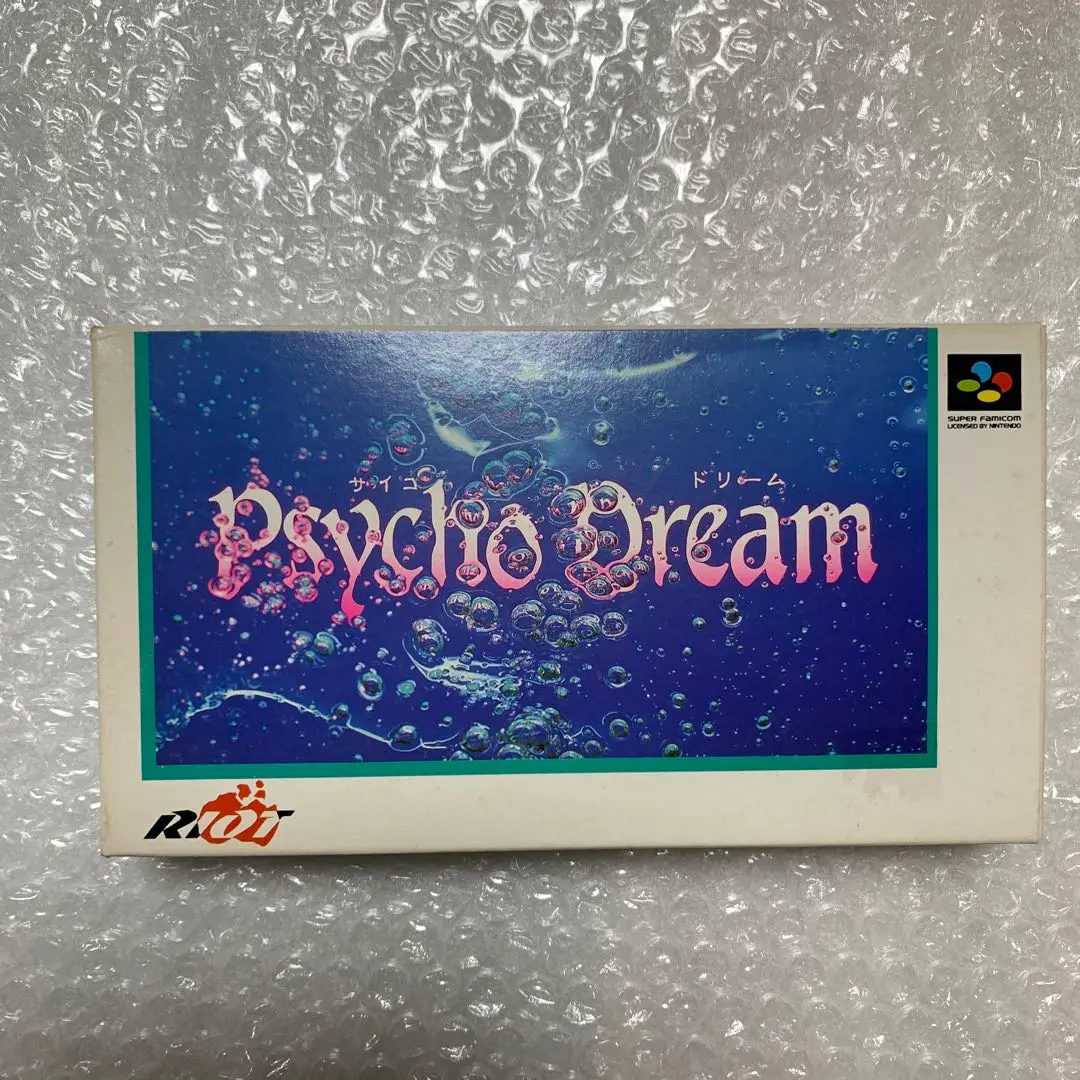 サイコ ドリーム
Psycho Dream
SUPER FAMICOM
LICENSED BY NINTENDO
RIOT